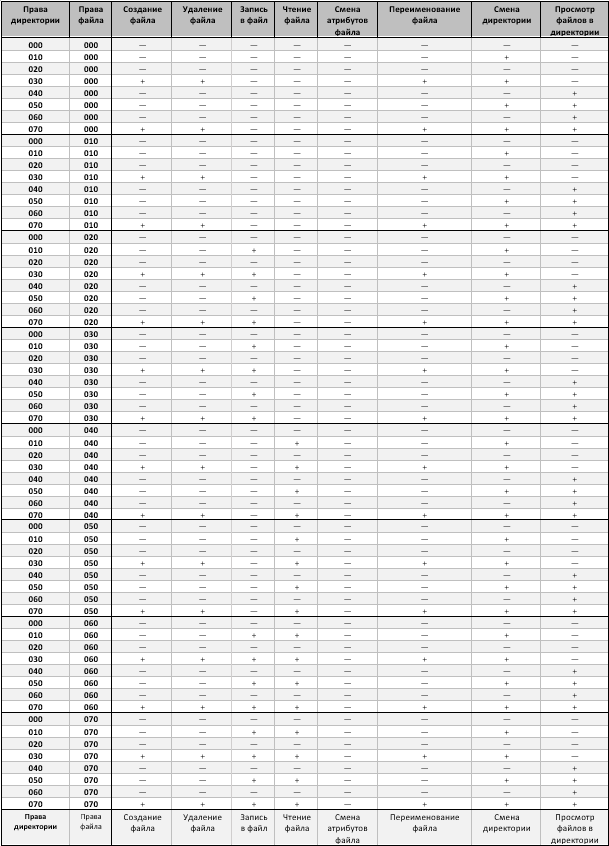 Права Права Создание Удаление Запись Чтение Смена Переименование Смена Просмотр
директории файла файла файла в файл файла атрибутов файла директории файлов в
файла директории
000 000 — — — — — — — —
010 000 — — — — — — + —
020 000 — — — — — — — —
030 000 + + — — — + + —
040 000 — — — — — — — +
050 000 — — — — — — + +
060 000 — — — — — — — +
070 000 + + — — — + + +
000 010 — — — — — — — —
010 010 — — — — — — + —
020 010 — — — — — — — —
030 010 + + — — — + + —
040 010 — — — — — — — +
050 010 — — — — — — + +
060 010 — — — — — — — +
070 010 + + — — — + + +
000 020 — — — — — — — —
010 020 — — + — — — + —
020 020 — — — — — — — —
030 020 + + + — — + + —
040 020 — — — — — — — +
050 020 — — + — — — + +
060 020 — — — — — — — +
070 020 + + + — — + + +
000 030 — — — — — — — —
010 030 — — + — — — + —
020 030 — — — — — — — —
030 030 + + + — — + + —
040 030 — — — — — — — +
050 030 — — + — — — + +
060 030 — — — — — — — +
070 030 + + + — — + + +
000 040 — — — — — — — —
010 040 — — — + — — + —
020 040 — — — — — — — —
030 040 + + — + — + + —
040 040 — — — — — — — +
050 040 — — — + — — + +
060 040 — — — — — — — +
070 040 + + — + — + + +
000 050 — — — — — — — —
010 050 — — — + — — + —
020 050 — — — — — — — —
030 050 + + — + — + + —
040 050 — — — — — — — +
050 050 — — — + — — + +
060 050 — — — — — — — +
070 050 + + — + — + + +
000 060 — — — — — — — —
010 060 — — + + — — + —
020 060 — — — — — — — —
030 060 + + + + — + + —
040 060 — — — — — — — +
050 060 — — + + — — + +
060 060 — — — — — — — +
070 060 + + + + — + + +
000 070 — — — — — — — —
010 070 — — + + — — + —
020 070 — — — — — — — —
030 070 + + + + — + + —
040 070 — — — — — — — +
050 070 — — + + — — + +
060 070 — — — — — — — +
070 070 + + + + — + + +
Права Права Создание Удаление Запись Чтение Смена Переименование Смена Просмотр
директории файла файла файла в файл файла атрибутов файла директории файлов в
файла директории